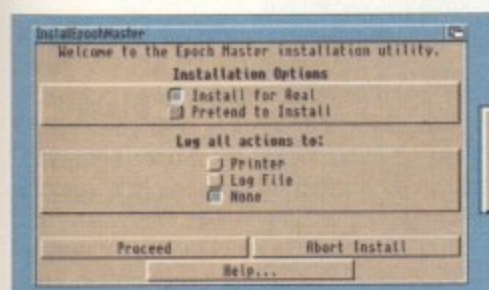 InstallEpochMaster
Welcome to the Epoch Master installation utility.
Installation Options
Install for Real
Pretend to Install
Log all actions to:
Printer
Log File
None
Proceed
Abort Install
Help...